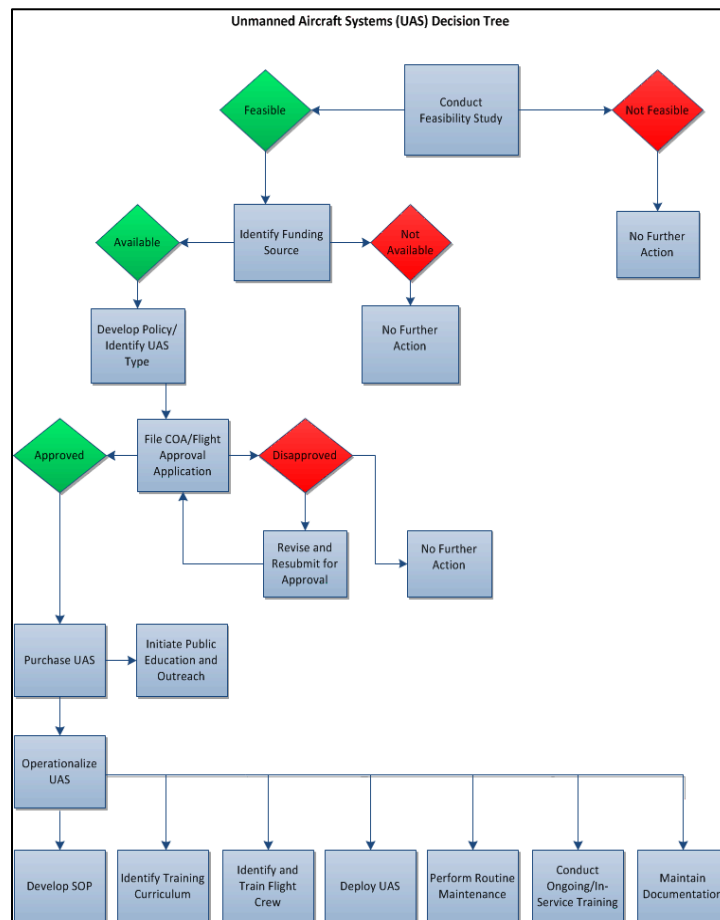 Unmanned Aircraft Systems (UAS) Decision Tree
Feasible
Conduct
Feasibility Study
Not Feasible
Available
Identify Funding
Source
Not
Available
No Further
Action
Develop Policy/
Identify UAS
Type
No Further
Action
Approved
File COA/Flight
Approval
Application
Disapproved
Revise and
Resubmit for
Approval
No Further
Action
Purchase UAS
Initiate Public
Education and
Outreach
Operationalize
UAS
Develop SOP
Identify Training
Curriculum
Identify and
Train Flight
Crew
Deploy UAS
Perform Routine
Maintenance
Conduct
Ongoing/In-
Service Training
Maintain
Documentation